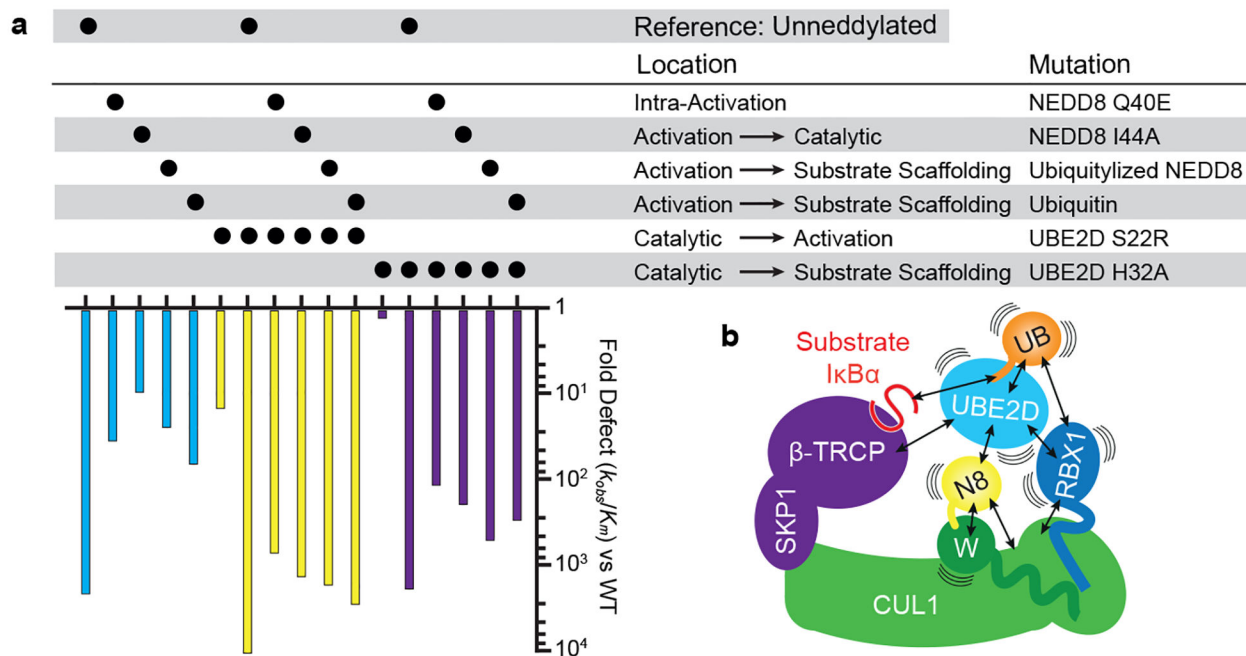 a
Reference: Unneddylated
Location Mutation
Intra-Activation NEDD8 Q40E
Activation → Catalytic NEDD8 I44A
Activation → Substrate Scaffolding Ubiquitylized NEDD8
Activation → Substrate Scaffolding Ubiquitin
Catalytic → Activation UBE2D S22R
Catalytic → Substrate Scaffolding UBE2D H32A
1
10¹
10²
10³
10⁴
Fold Defect (kobs/Km) vs WT
b
Substrate
IκBα
UB
UBE2D
β-TRCP
RBX1
N8
SKP1
W
CUL1